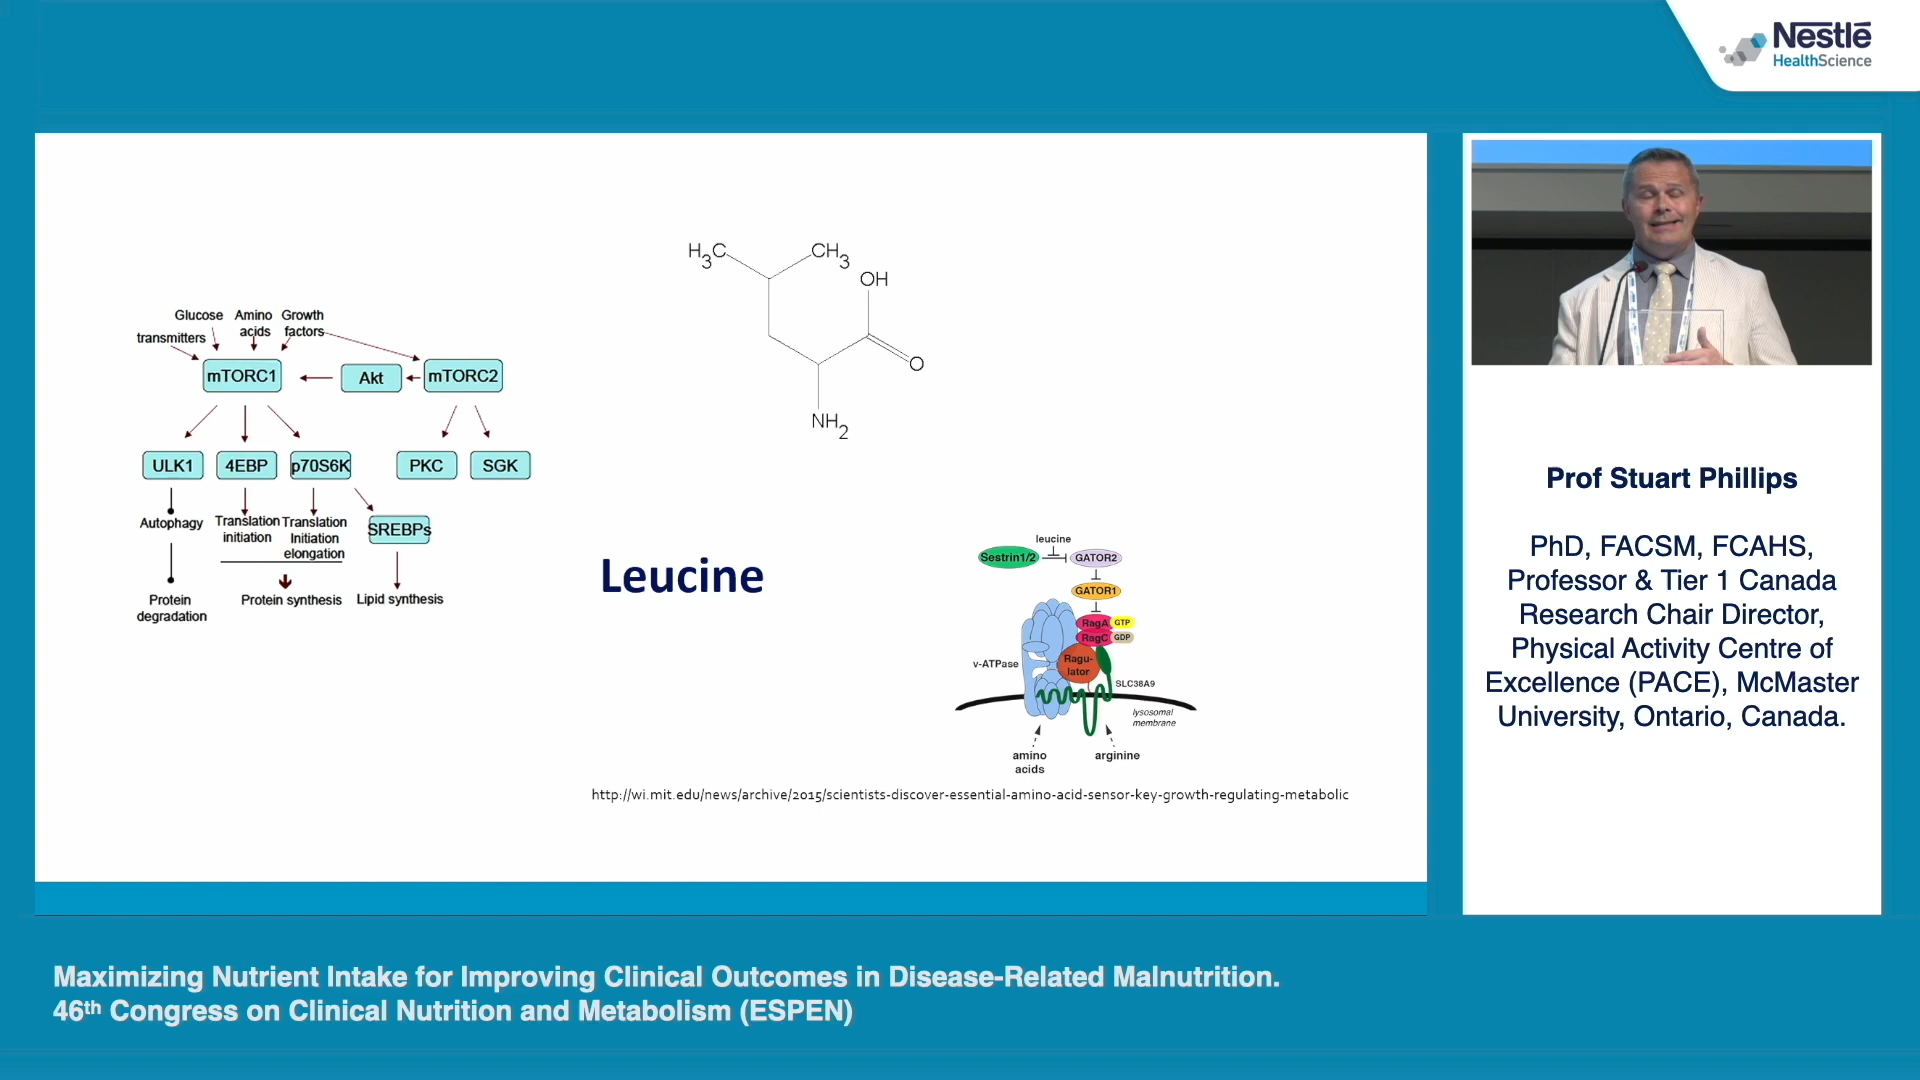 Nestlé
HealthScience
H3C
CH3
OH
O
NH2
Glucose
Amino
acids
Growth
factors
transmitters
mTORC1
Akt
mTORC2
ULK1
4EBP
p70S6K
PKC
SGK
Autophagy
Translation
initiation
Translation
Initiation
elongation
SREBPs
Protein
degradation
Protein synthesis
Lipid synthesis
Leucine
leucine
Sestrin1/2
GATOR2
GATOR1
RagA
GTP
RagC
GDP
v-ATPase
Ragu-
lator
SLC38A9
lysosomal
membrane
amino
acids
arginine
http://wi.mit.edu/news/archive/2015/scientists-discover-essential-amino-acid-sensor-key-growth-regulating-metabolic
Prof Stuart Phillips
PhD, FACSM, FCAHS,
Professor & Tier 1 Canada
Research Chair Director,
Physical Activity Centre of
Excellence (PACE), McMaster
University, Ontario, Canada.
Maximizing Nutrient Intake for Improving Clinical Outcomes in Disease-Related Malnutrition.
46th Congress on Clinical Nutrition and Metabolism (ESPEN)